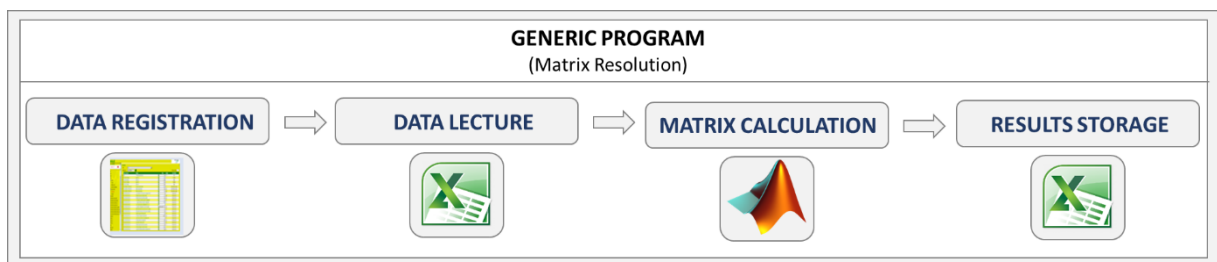 GENERIC PROGRAM
(Matrix Resolution)
DATA REGISTRATION
DATA LECTURE
MATRIX CALCULATION
RESULTS STORAGE